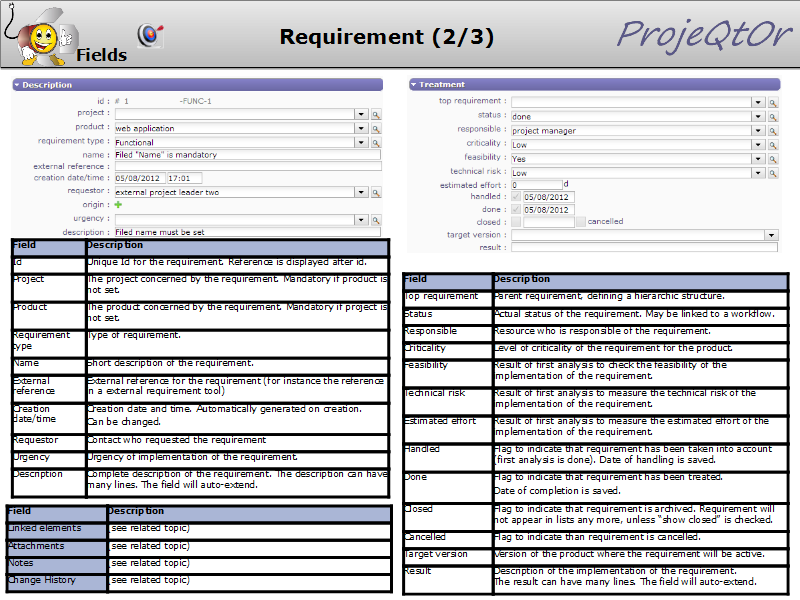 Fields
Requirement (2/3)
ProjeQtOr
Description
id : # 1 -FUNC-1
project :
product : web application
requirement type : Functional
name : Filed "Name" is mandatory
external reference :
creation date/time : 05/08/2012 17:01
requestor : external project leader two
origin :
urgency :
description : Filed name must be set
Field Description
Id Unique Id for the requirement. Reference is displayed after id.
Project The project concerned by the requirement. Mandatory if product is
not set.
Product The product concerned by the requirement. Mandatory if project is
not set.
Requirement Type of requirement.
type
Name Short description of the requirement.
External External reference for the requirement (for instance the reference
reference in a external requirement tool)
Creation Creation date and time. Automatically generated on creation.
date/time Can be changed.
Requestor Contact who requested the requirement
Urgency Urgency of implementation of the requirement.
Description Complete description of the requirement. The description can have
many lines. The field will auto-extend.
Field Description
Linked elements (see related topic)
Attachments (see related topic)
Notes (see related topic)
Change History (see related topic)
Treatment
top requirement :
status : done
responsible : project manager
criticality : Low
feasibility : Yes
technical risk : Low
estimated effort : 0 d
handled : 05/08/2012
done : 05/08/2012
closed : cancelled
target version :
result :
Field Description
Top requirement Parent requirement, defining a hierarchic structure.
Status Actual status of the requirement. May be linked to a workflow.
Responsible Resource who is responsible of the requirement.
Criticality Level of criticality of the requirement for the product.
Feasibility Result of first analysis to check the feasibility of the
implementation of the requirement.
Technical risk Result of first analysis to measure the technical risk of the
implementation of the requirement.
Estimated effort Result of first analysis to measure the estimated effort of the
implementation of the requirement.
Handled Flag to indicate that requirement has been taken into account
(first analysis is done). Date of handling is saved.
Done Flag to indicate that requirement has been treated.
Date of completion is saved.
Closed Flag to indicate that requirement is archived. Requirement will
not appear in lists any more, unless “show closed” is checked.
Cancelled Flag to indicate than requirement is cancelled.
Target version Version of the product where the requirement will be active.
Result Description of the implementation of the requirement.
The result can have many lines. The field will auto-extend.